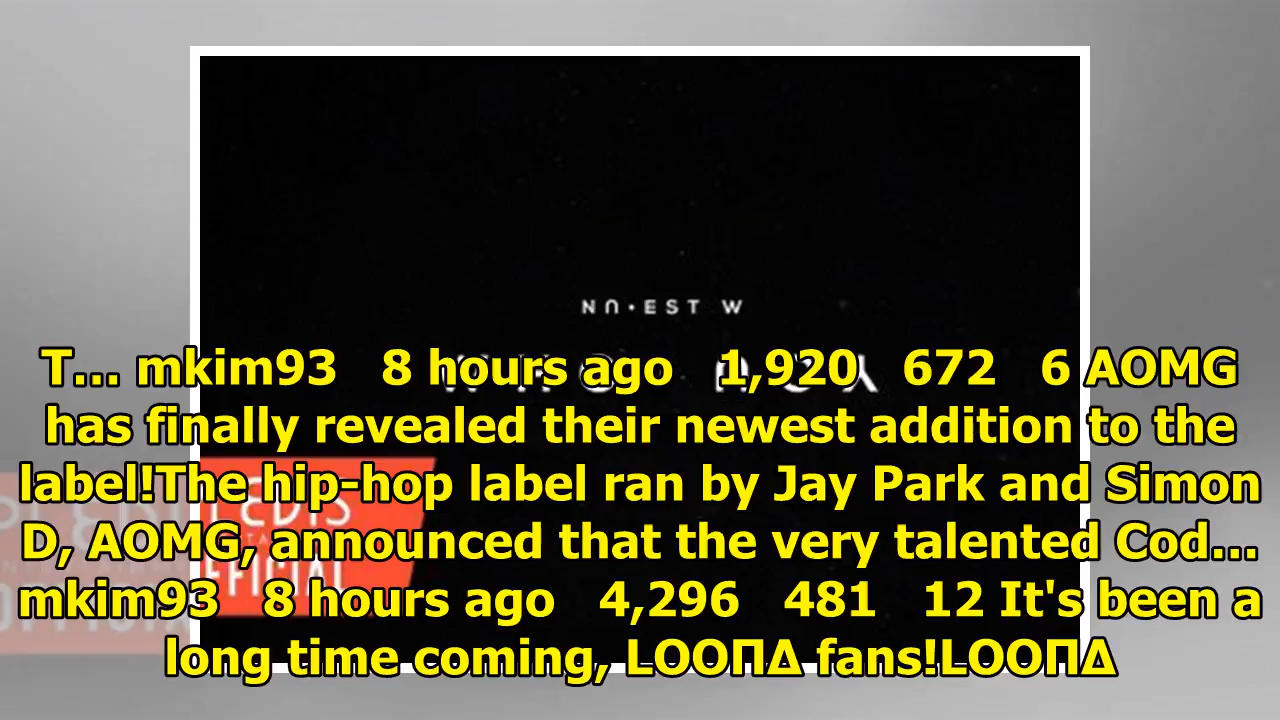 NU·EST W
T... mkim93 8 hours ago 1,920 672 6 AOMG
has finally revealed their newest addition to the
label!The hip-hop label ran by Jay Park and Simon
D, AOMG, announced that the very talented Cod...
mkim93 8 hours ago 4,296 481 12 It's been a
long time coming, LOOΠΔ fans!LOOΠΔ